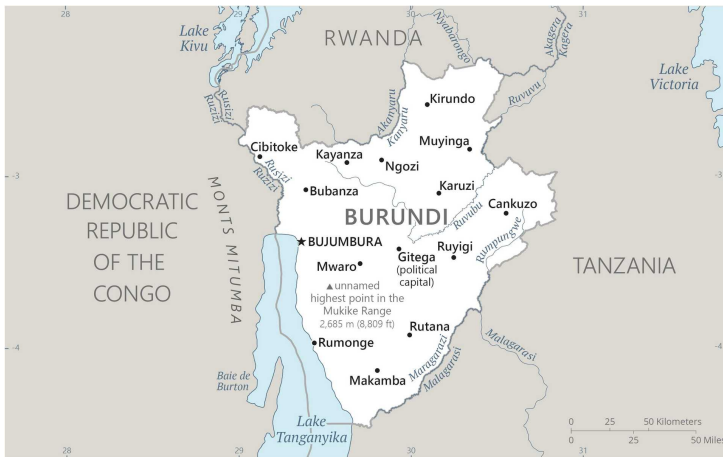 28
29
30
31
Lake
Kivu
RWANDA
Nyabarongo
Akagera
Kagera
Lake
Victoria
Rusizi
Ruzizi
Akanyaru
Kanyaru
Kirundo
Ruvuvu
Cibitoke
Muyinga
Kayanza
Ngozi
-3
-3
Rusizi
Ruzizi
Bubanza
Karuzi
Cankuzo
DEMOCRATIC
REPUBLIC
OF THE
CONGO
MONTS MITUMBA
BURUNDI
Ruvubu
Rumpungwe
BUJUMBURA
Gitega
(political
capital)
Ruyigi
Mwaro
TANZANIA
unnamed
highest point in the
Mukike Range
2,685 m (8,809 ft)
Rutana
-4
-4
Rumonge
Maragarazi
Malagarasi
Malagarasi
Baie de
Burton
Makamba
Lake
Tanganyika
0 25 50 Kilometers
0 25 50 Miles
28
29
30
31